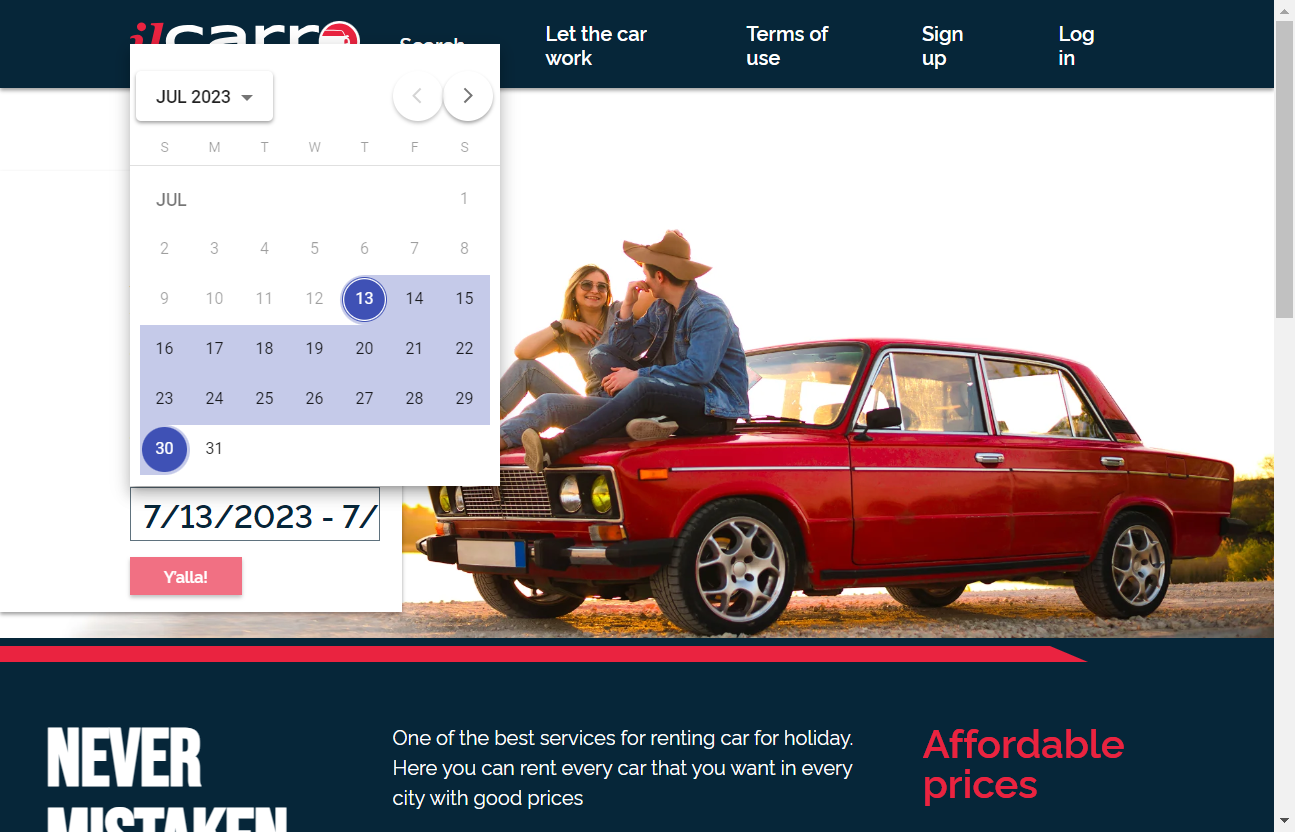 ilcarro
Search
Let the car
work
Terms of
use
Sign
up
Log
in
JUL 2023
S M T W T F S
JUL 1
2 3 4 5 6 7 8
9 10 11 12 13 14 15
16 17 18 19 20 21 22
23 24 25 26 27 28 29
30 31
7/13/2023 - 7/
Y'alla!
NEVER
MISTAKEN
One of the best services for renting car for holiday.
Here you can rent every car that you want in every
city with good prices
Affordable
prices